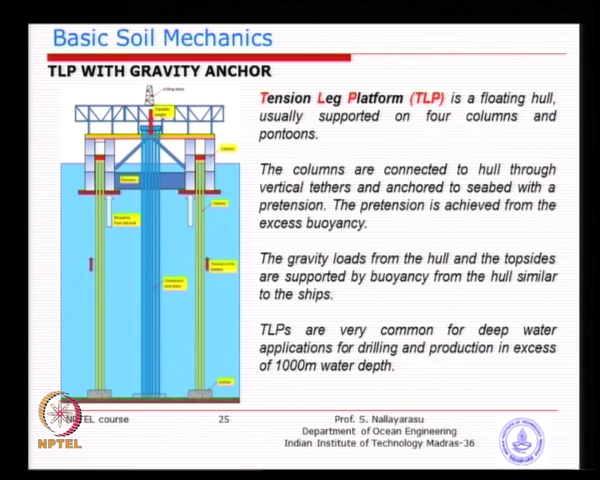 Basic Soil Mechanics
TLP WITH GRAVITY ANCHOR
Tension Leg Platform (TLP) is a floating hull,
usually supported on four columns and
pontoons.
The columns are connected to hull through
vertical tethers and anchored to seabed with a
pretension. The pretension is achieved from the
excess buoyancy.
The gravity loads from the hull and the topsides
are supported by buoyancy from the hull similar
to the ships.
TLPs are very common for deep water
applications for drilling and production in excess
of 1000m water depth.
Column
Tethers
NPTEL course
25
Prof. S. Nallayarasu
Department of Ocean Engineering
Indian Institute of Technology Madras-36
NPTEL